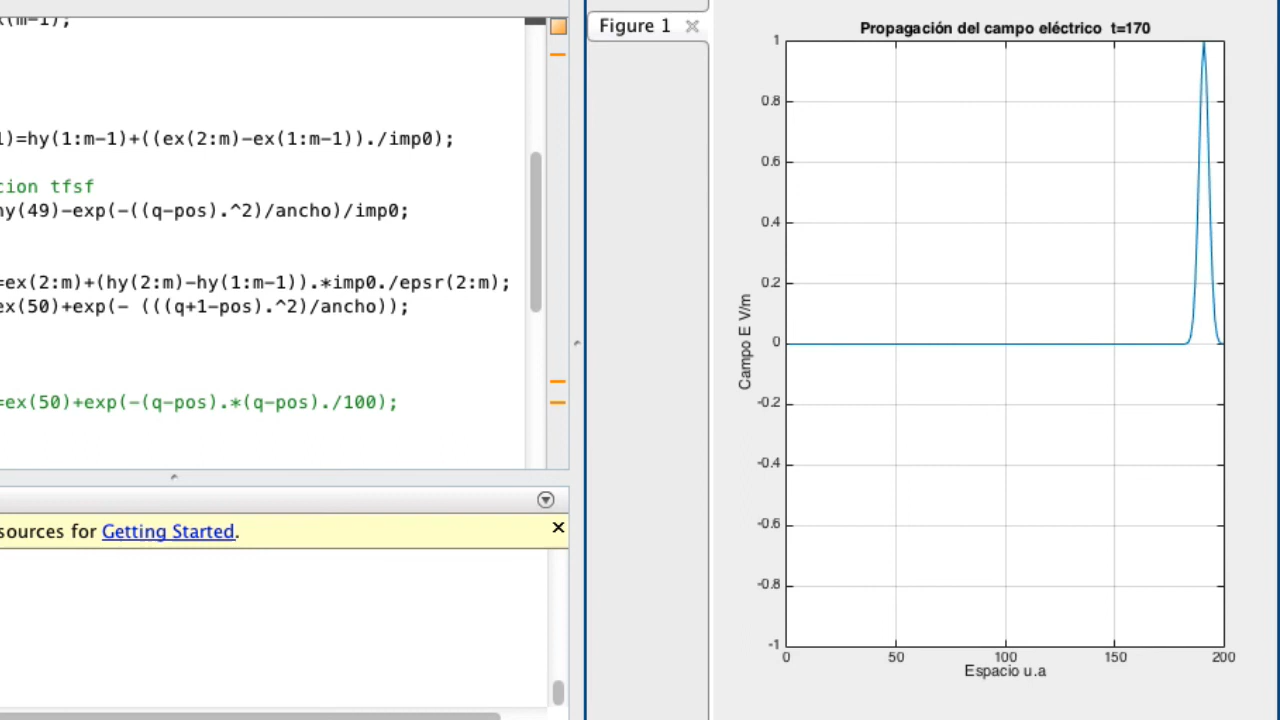 (m-1);
1)=hy(1:m-1)+((ex(2:m)-ex(1:m-1))./imp0);
cion tfsf
hy(49)-exp(-((q-pos).^2)/ancho)/imp0;
=ex(2:m)+(hy(2:m)-hy(1:m-1)).*imp0./epsr(2:m);
ex(50)+exp(- (((q+1-pos).^2)/ancho));
=ex(50)+exp(-(q-pos).*(q-pos)./100);
sources for Getting Started.
Figure 1
Propagación del campo eléctrico t=170
1
0.8
0.6
0.4
0.2
0
-0.2
-0.4
-0.6
-0.8
-1
Campo E V/m
0 50 100 150 200
Espacio u.a